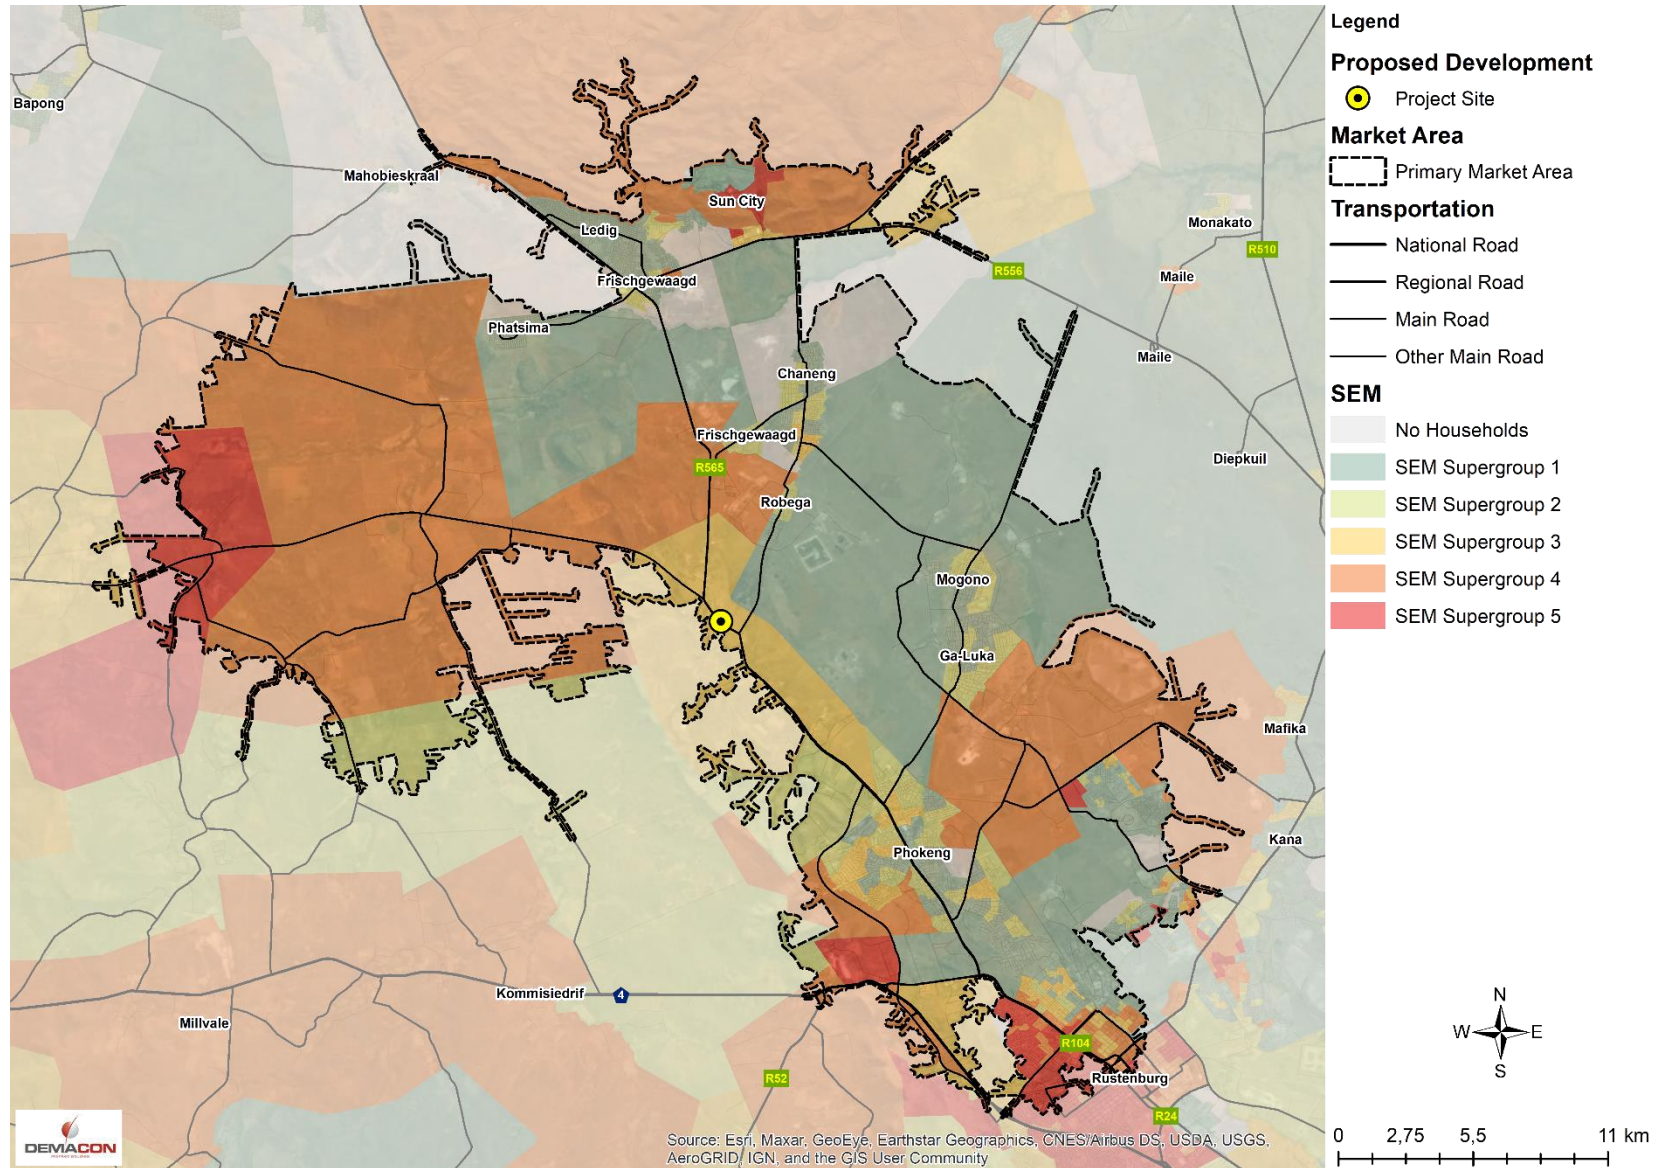 Bapong
Mahobieskraal
Sun City
Ledig
Monakato
R510
R556
Maile
Frischgewaagd
Phatsima
Maile
Chaneng
Frischgewaagd
R565
Diepkuil
Robega
Mogono
Ga-Luka
Mafika
Kana
Phokeng
Kommisiedrif
4
Millvale
R104
R52
Rustenburg
R24
DEMACON
Source: Esri, Maxar, GeoEye, Earthstar Geographics, CNES/Airbus DS, USDA, USGS,
AeroGRID, IGN, and the GIS User Community
Legend
Proposed Development
Project Site
Market Area
Primary Market Area
Transportation
National Road
Regional Road
Main Road
Other Main Road
SEM
No Households
SEM Supergroup 1
SEM Supergroup 2
SEM Supergroup 3
SEM Supergroup 4
SEM Supergroup 5
N
W E
S
0 2,75 5,5 11 km